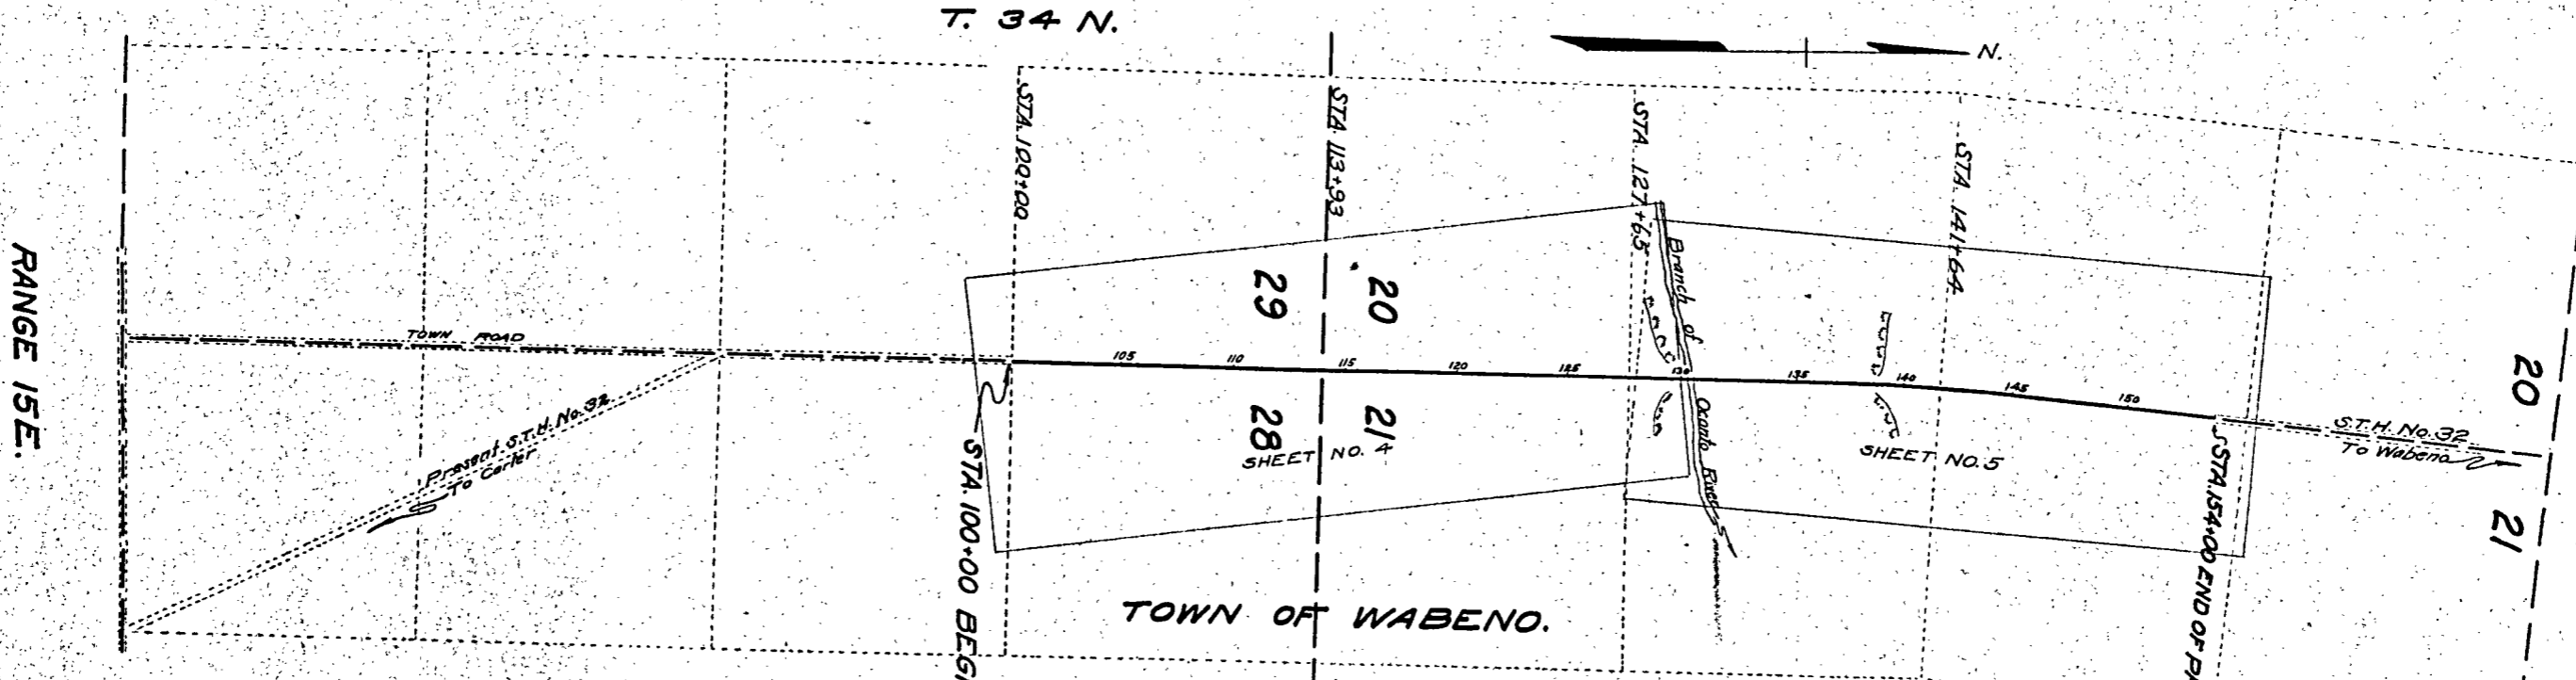 T. 34 N.
N.
RANGE 15E.
STA. 100+00
STA. 113+93
STA. 127+63
STA. 141+64
29
20
Branch of
TOWN ROAD
105
110
115
120
125
130
135
140
145
150
20
Present S.T.H. No. 32
To Carter
28
21
SHEET NO. 4
Oconto River
SHEET NO. 5
S.T.H. No. 32
To Wabeno
21
STA. 100+00
STA. 154+00 END OF
TOWN OF WABENO.